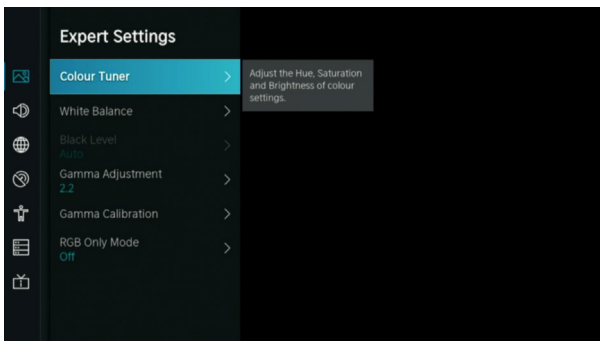 Expert Settings
Colour Tuner
Adjust the Hue, Saturation
and Brightness of colour
settings.
White Balance
Black Level
Auto
Gamma Adjustment
2.2
Gamma Calibration
RGB Only Mode
Off